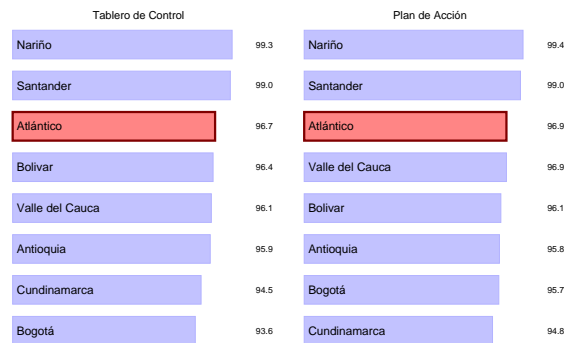 Tablero de Control
Nariño 99.3
Santander 99.0
Atlántico 96.7
Bolivar 96.4
Valle del Cauca 96.1
Antioquia 95.9
Cundinamarca 94.5
Bogotá 93.6
Plan de Acción
Nariño 99.4
Santander 99.0
Atlántico 96.9
Valle del Cauca 96.9
Bolivar 96.1
Antioquia 95.8
Bogotá 95.7
Cundinamarca 94.8